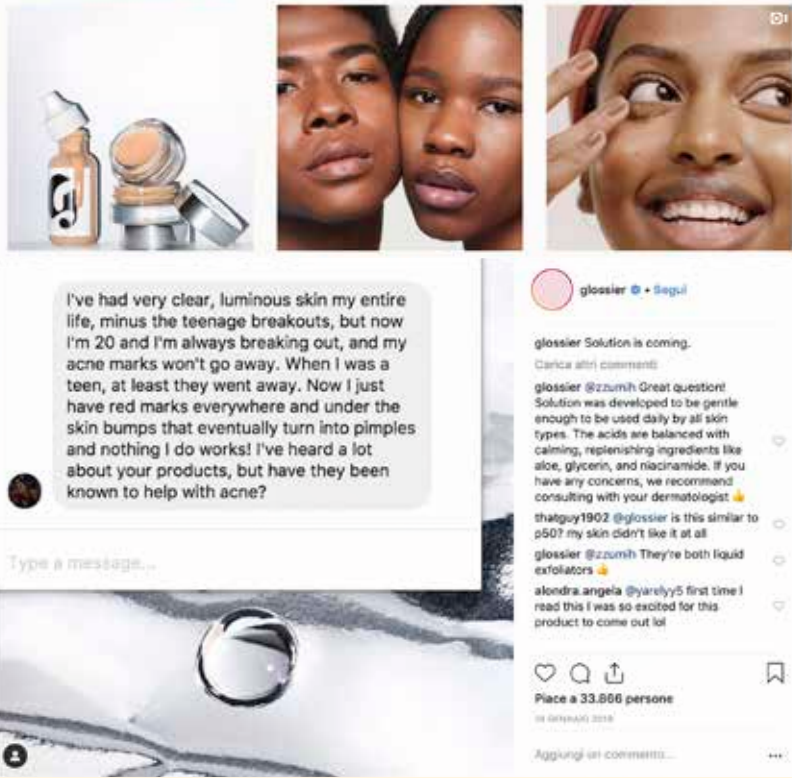 I've had very clear, luminous skin my entire
life, minus the teenage breakouts, but now
I'm 20 and I'm always breaking out, and my
acne marks won't go away. When I was a
teen, at least they went away. Now I just
have red marks everywhere and under the
skin bumps that eventually turn into pimples
and nothing I do works! I've heard a lot
about your products, but have they been
known to help with acne?
Type a message...
glossier • Segui
glossier Solution is coming.
Carica altri commenti
glossier @zzumih Great question!
Solution was developed to be gentle
enough to be used daily by all skin
types. The acids are balanced with
calming, replenishing ingredients like
aloe, glycerin, and niacinamide. If you
have any concerns, we recommend
consulting with your dermatologist 👍
thatguy1902 @glossier is this similar to
p50? my skin didn't like it at all
glossier @zzumih They're both liquid
exfoliators 👍
alondra.angela @yarelyy5 first time I
read this I was so excited for this
product to come out lol
Piace a 33.866 persone
GENNAIO 2018
Aggiungi un commento...